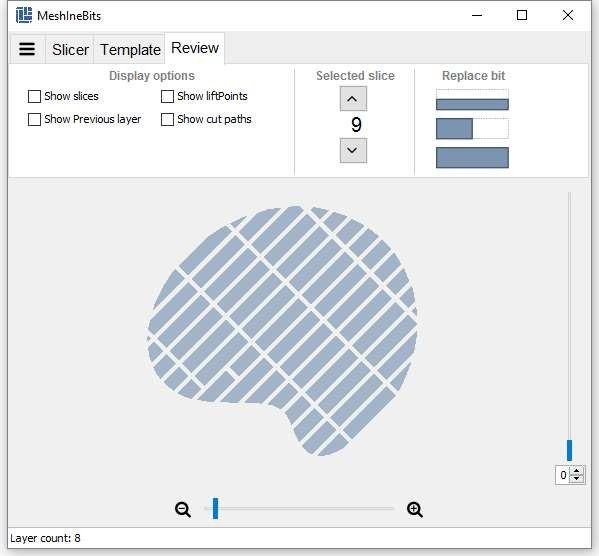 MeshIneBits
Slicer Template Review
Display options Selected slice Replace bit
Show slices Show liftPoints
Show Previous layer Show cut paths
9
0
Layer count: 8